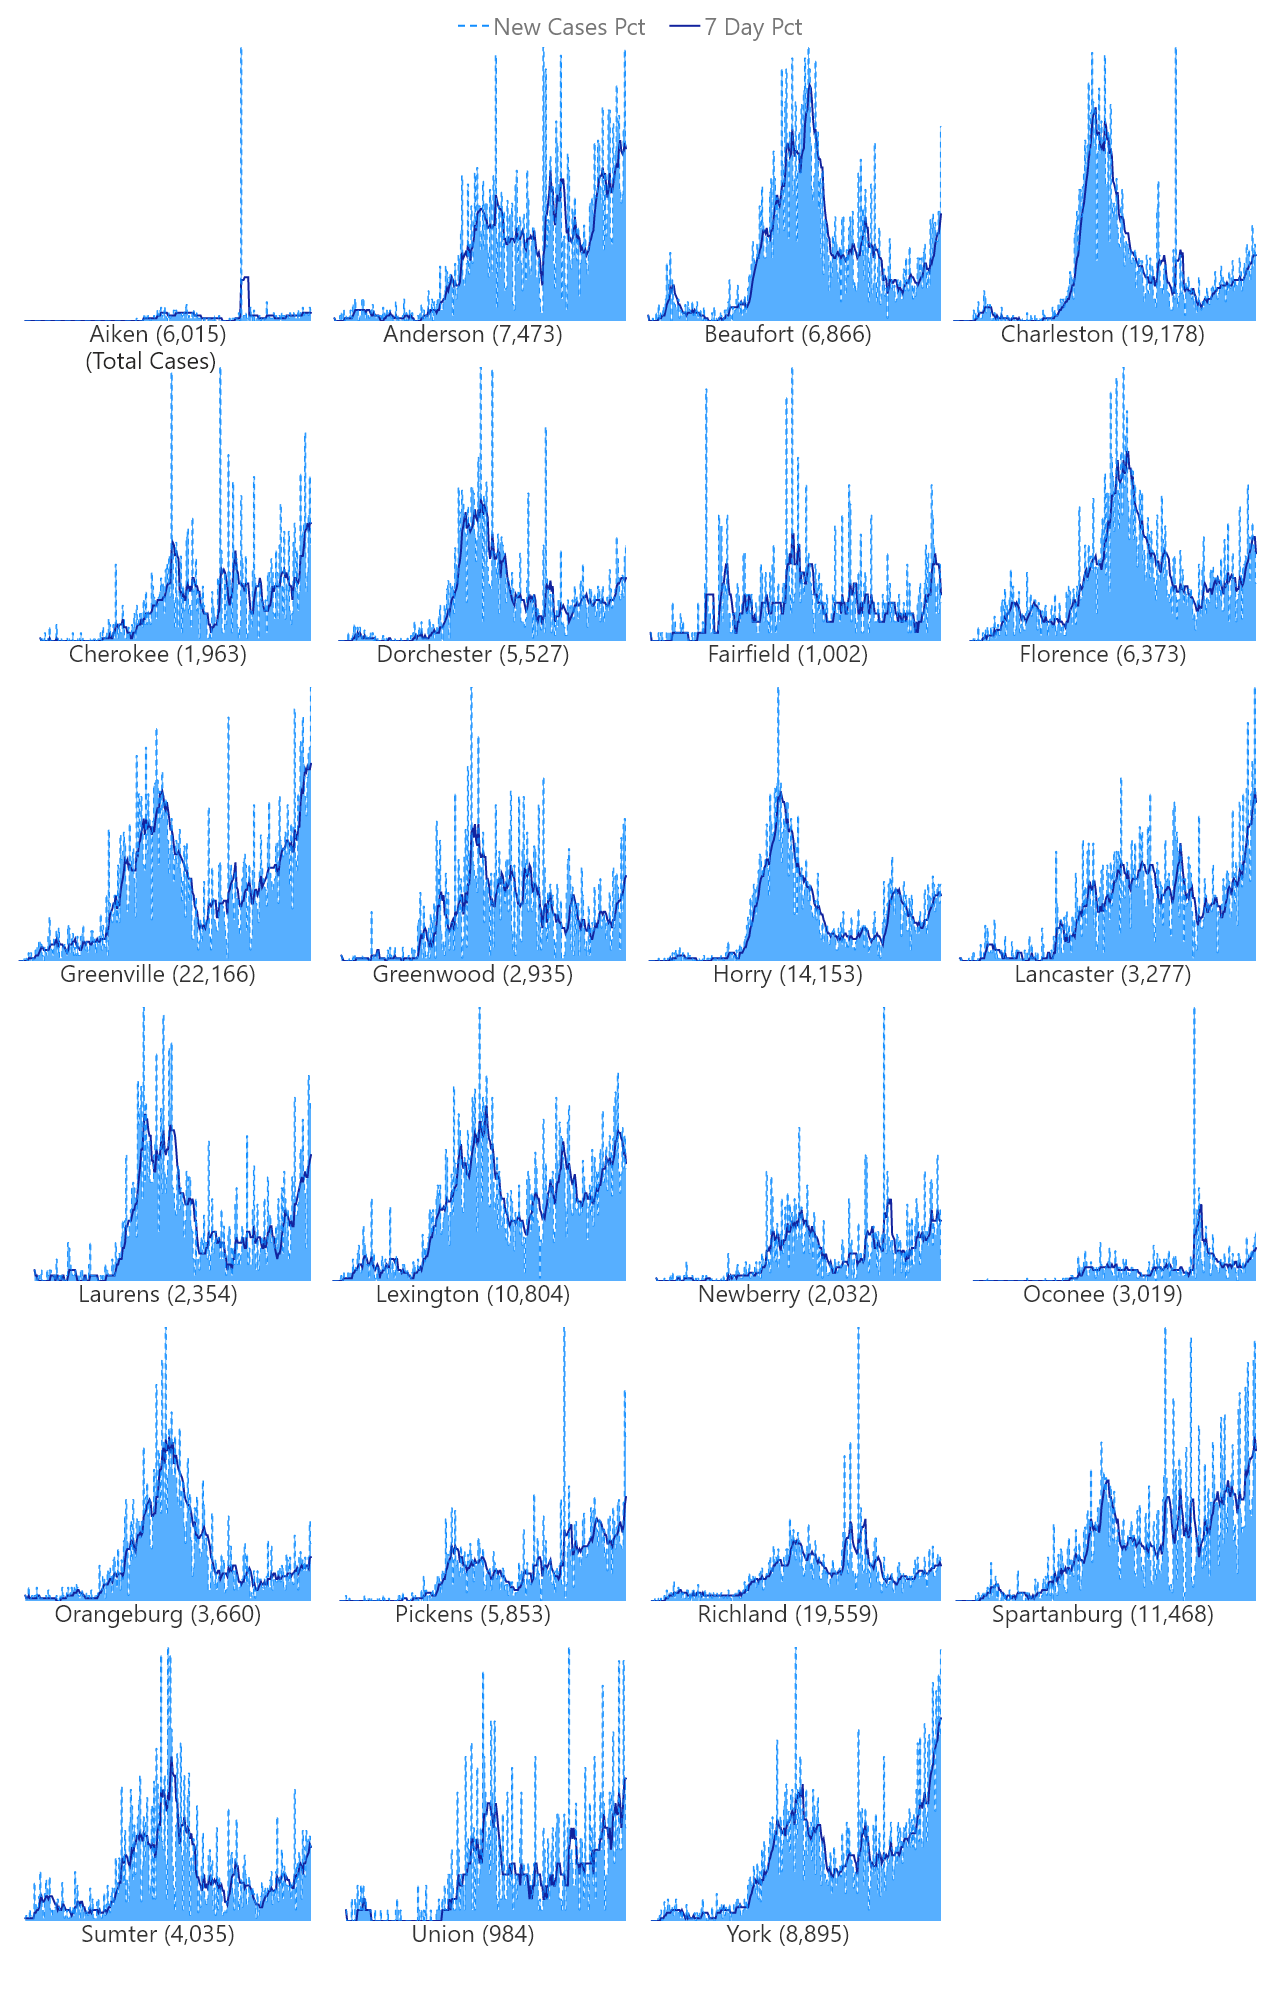 New Cases Pct 7 Day Pct
Aiken (6,015) Anderson (7,473) Beaufort (6,866) Charleston (19,178)
(Total Cases)
Cherokee (1,963) Dorchester (5,527) Fairfield (1,002) Florence (6,373)
Greenville (22,166) Greenwood (2,935) Horry (14,153) Lancaster (3,277)
Laurens (2,354) Lexington (10,804) Newberry (2,032) Oconee (3,019)
Orangeburg (3,660) Pickens (5,853) Richland (19,559) Spartanburg (11,468)
Sumter (4,035) Union (984) York (8,895)